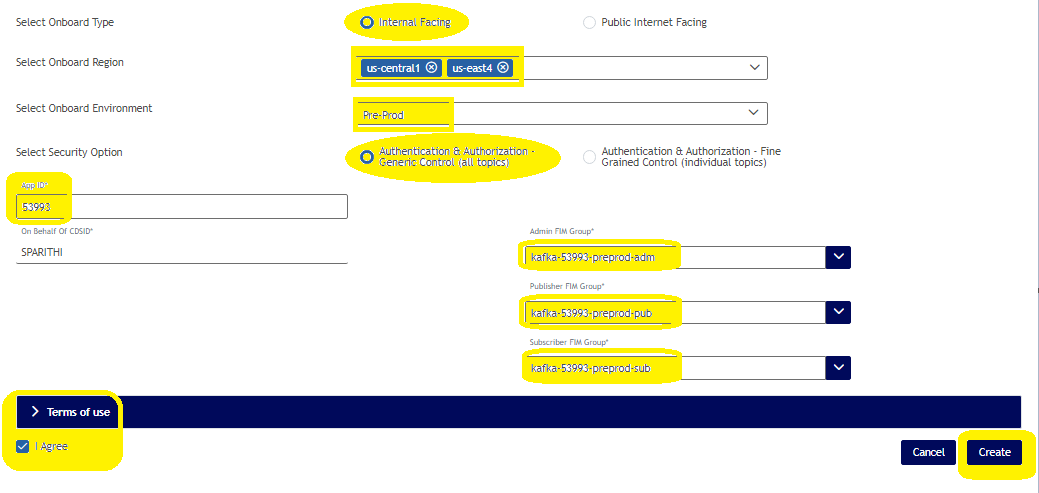 Select Onboard Type
Internal Facing
Public Internet Facing
Select Onboard Region
us-central1
us-east4
Select Onboard Environment
Pre-Prod
Select Security Option
Authentication & Authorization -
Generic Control (all topics)
Authentication & Authorization - Fine
Grained Control (individual topics)
App ID*
53993
On Behalf Of CDSID*
SPARITHI
Admin FIM Group*
kafka-53993-preprod-adm
Publisher FIM Group*
kafka-53993-preprod-pub
Subscriber FIM Group*
kafka-53993-preprod-sub
Terms of use
I Agree
Cancel
Create